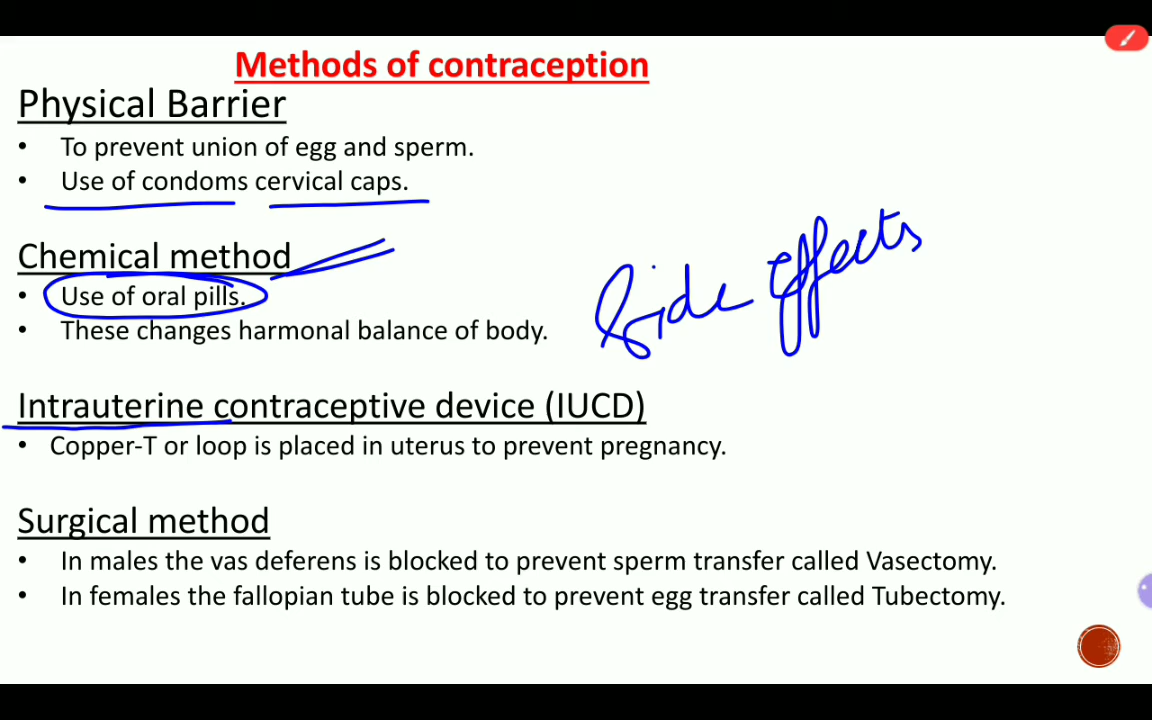 Methods of contraception
Physical Barrier
• To prevent union of egg and sperm.
• Use of condoms cervical caps.
Chemical method
• Use of oral pills.
• These changes harmonal balance of body.
Side effects
Intrauterine contraceptive device (IUCD)
• Copper-T or loop is placed in uterus to prevent pregnancy.
Surgical method
• In males the vas deferens is blocked to prevent sperm transfer called Vasectomy.
• In females the fallopian tube is blocked to prevent egg transfer called Tubectomy.